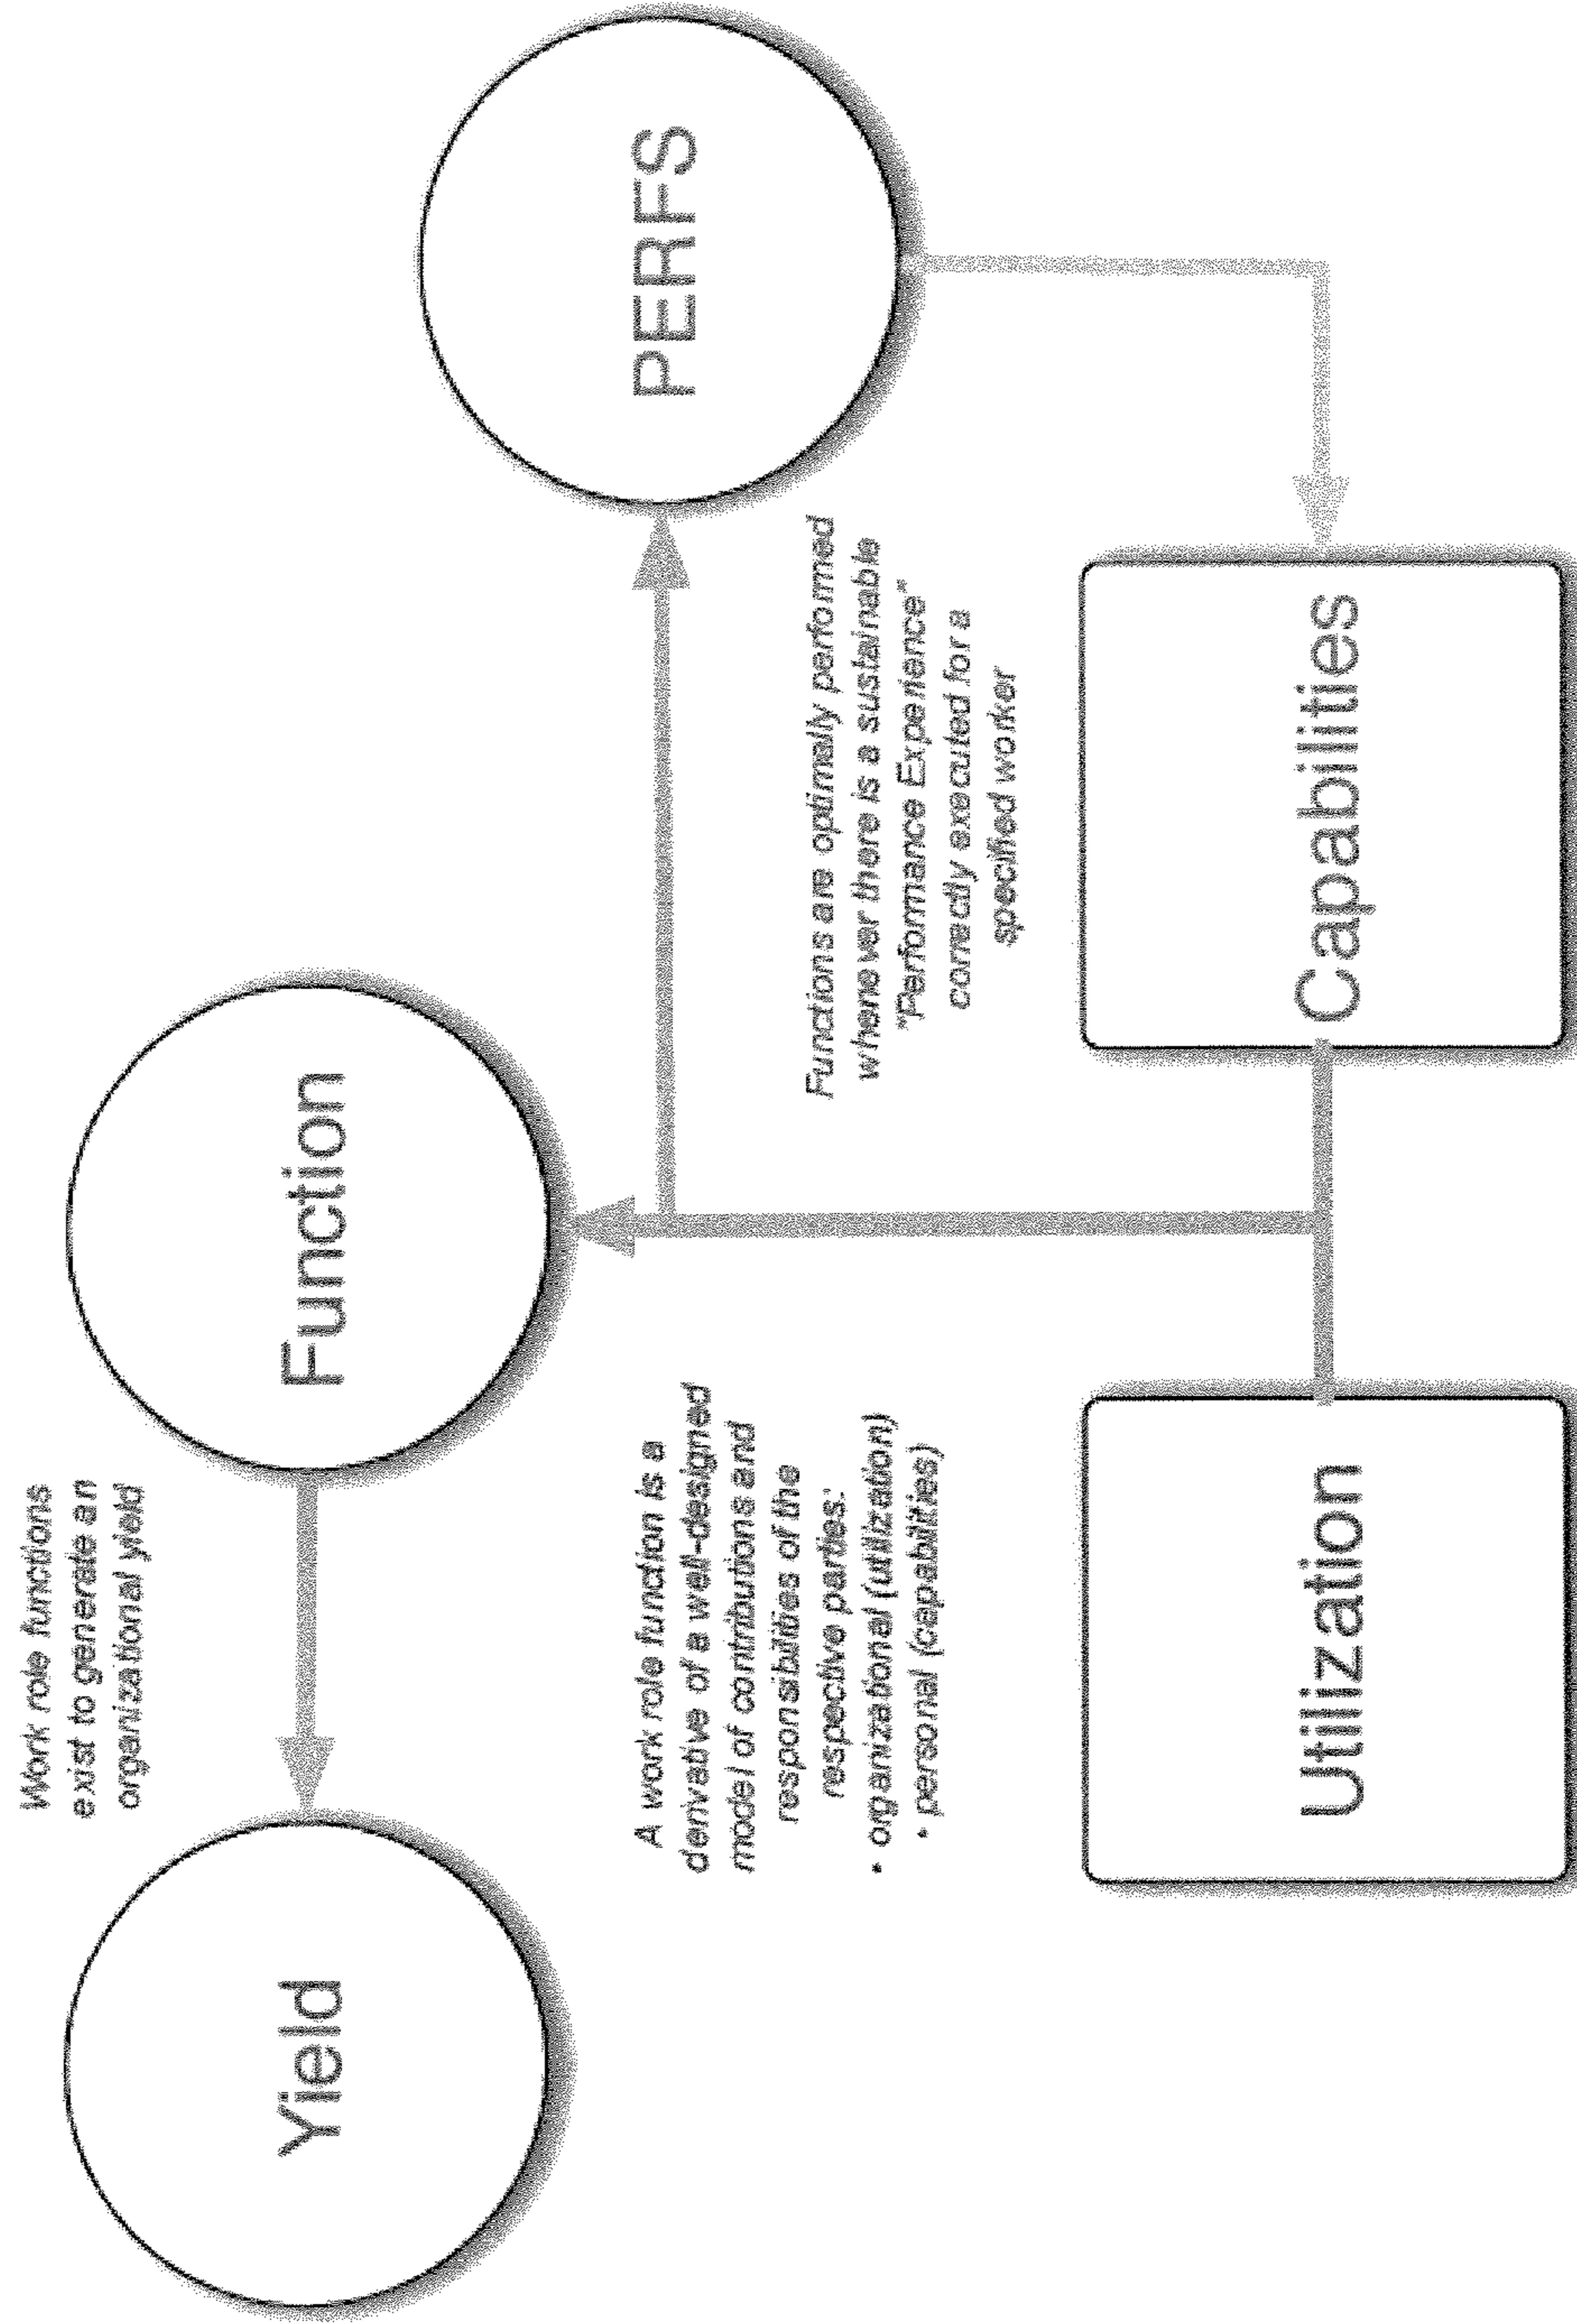 Work role functions
exist to generate an
organizational yield
Yield
Function
PERFS
A work role function is a
derivative of a well-designed
model of contributions and
responsibilities of the
respective parties:
• organizational (utilization)
• personal (capabilities)
Functions are optimally performed
whenever there is a sustainable
"Performance Experience"
correctly executed for a
specified worker
Utilization
Capabilities